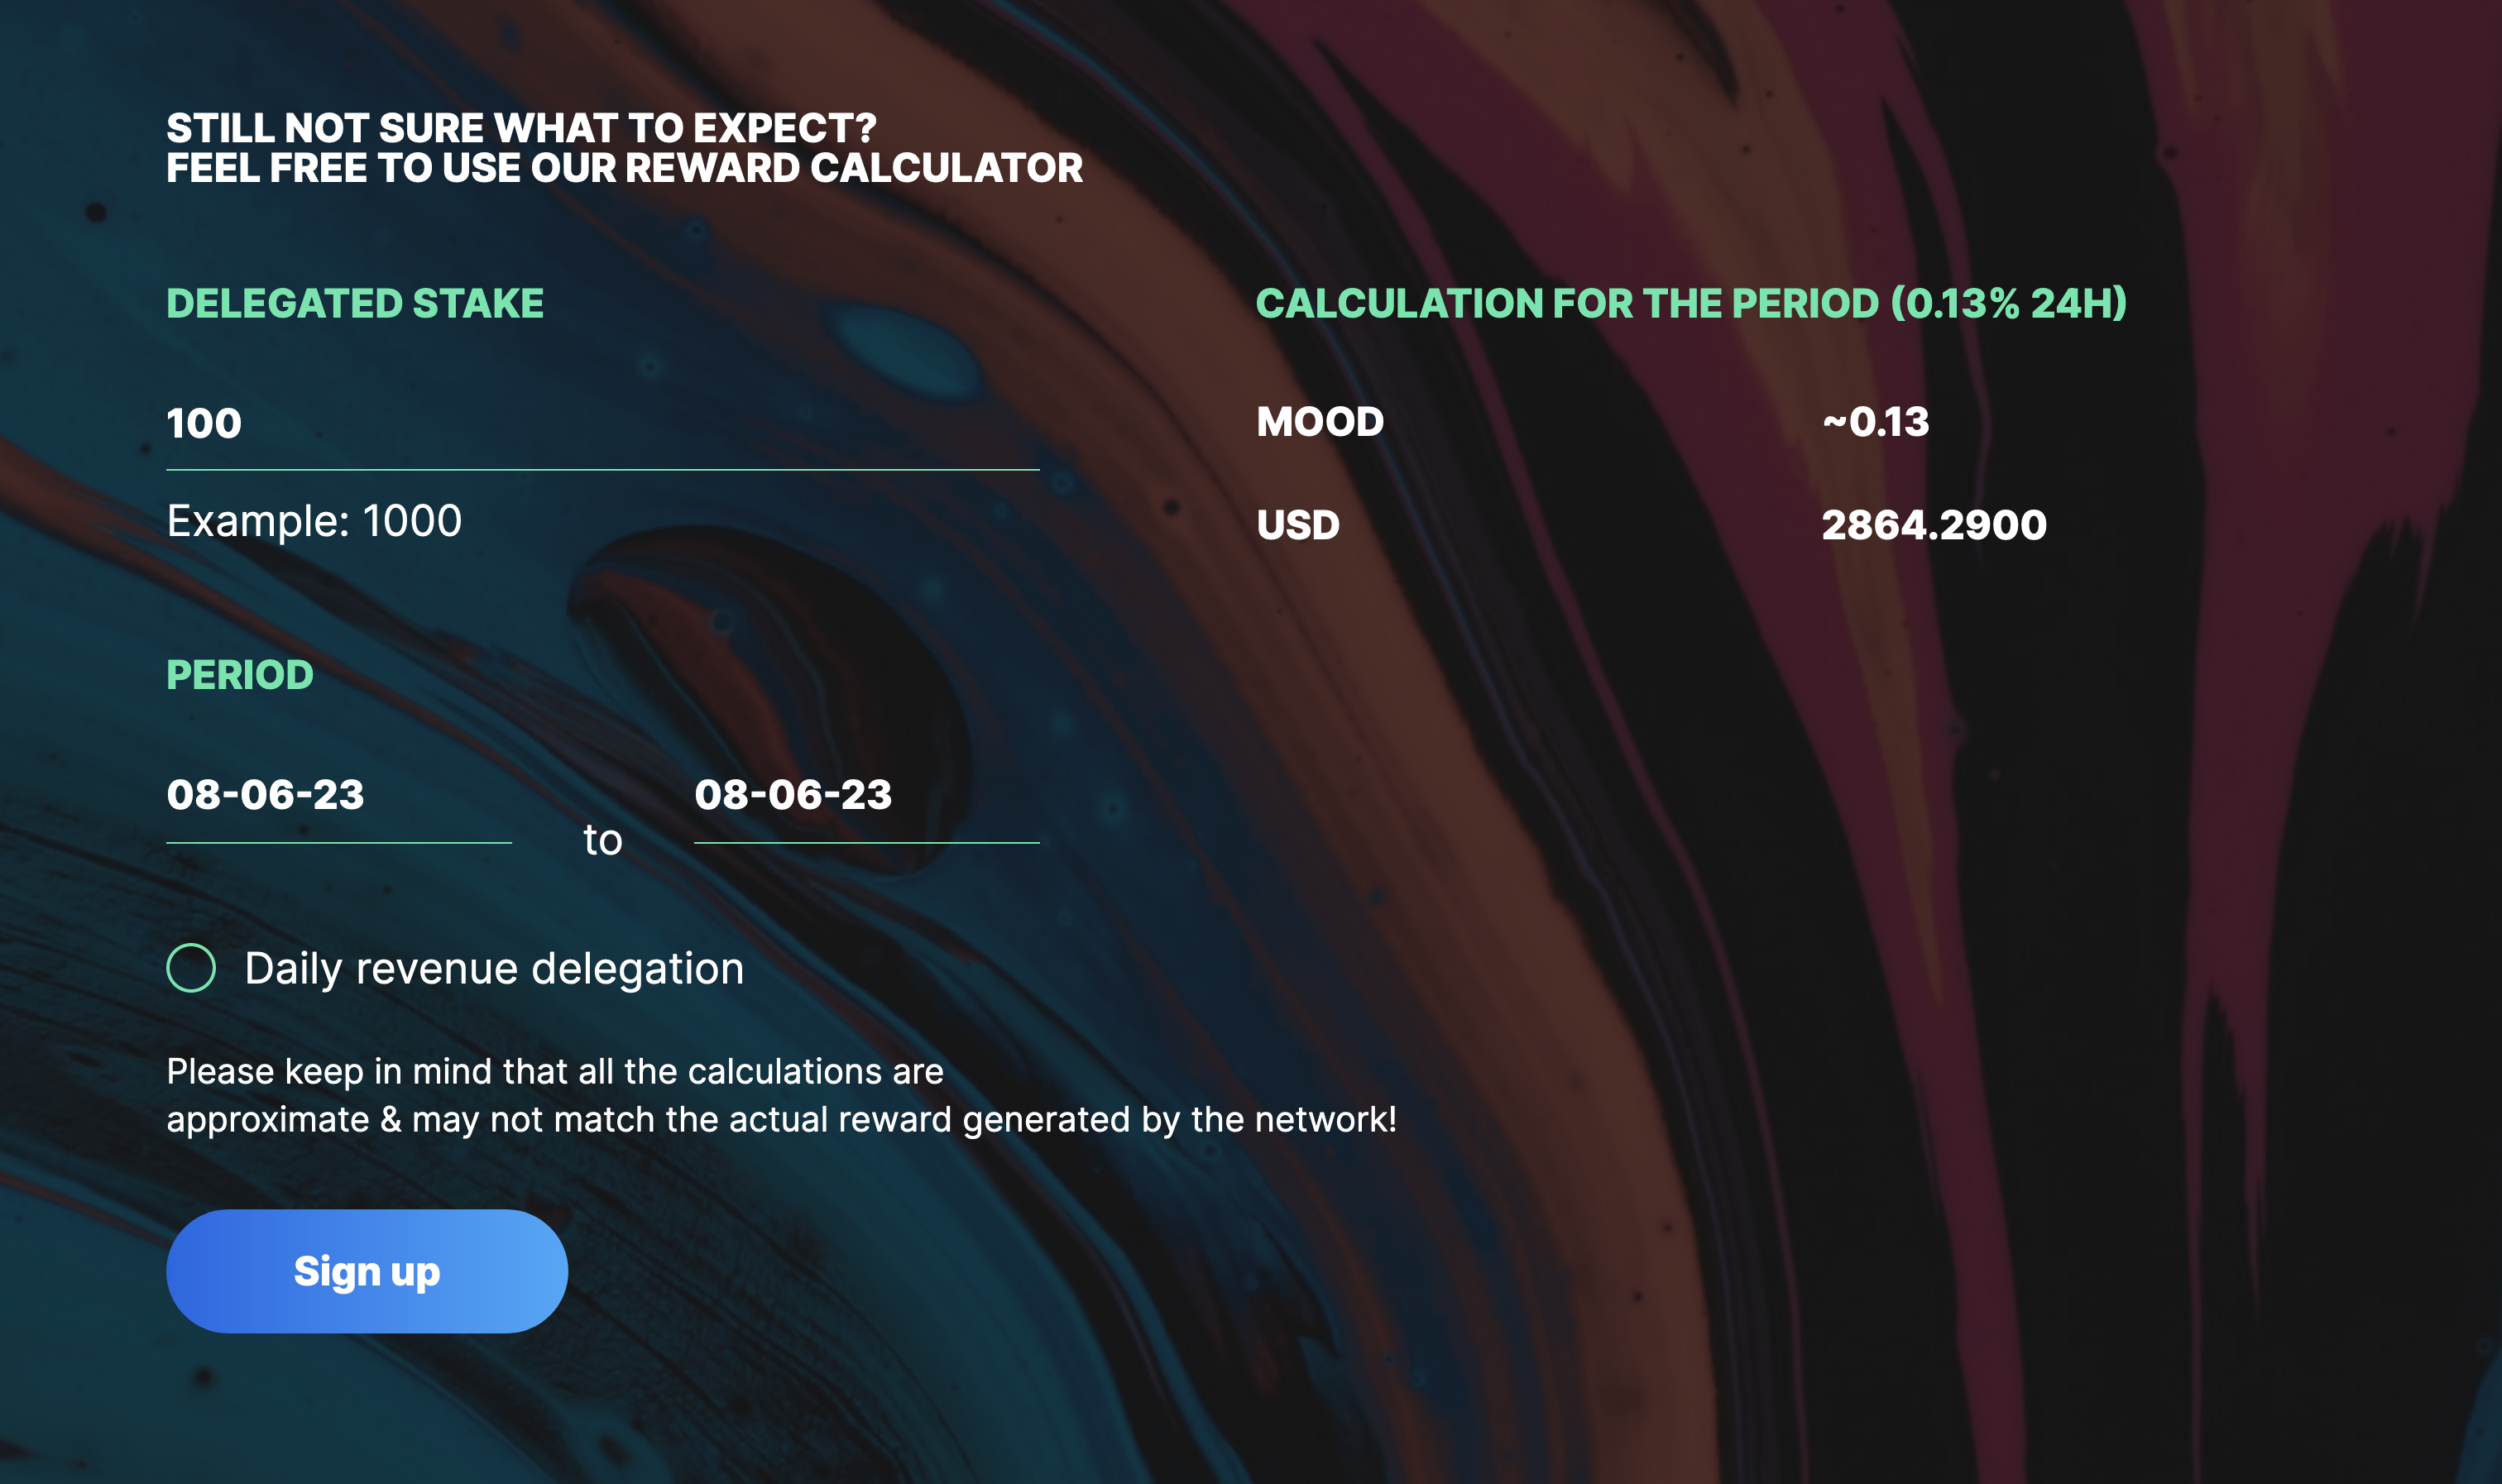 STILL NOT SURE WHAT TO EXPECT?
FEEL FREE TO USE OUR REWARD CALCULATOR
DELEGATED STAKE
100
Example: 1000
PERIOD
08-06-23 to 08-06-23
Daily revenue delegation
Please keep in mind that all the calculations are
approximate & may not match the actual reward generated by the network!
Sign up
CALCULATION FOR THE PERIOD (0.13% 24H)
MOOD ~0.13
USD 2864.2900